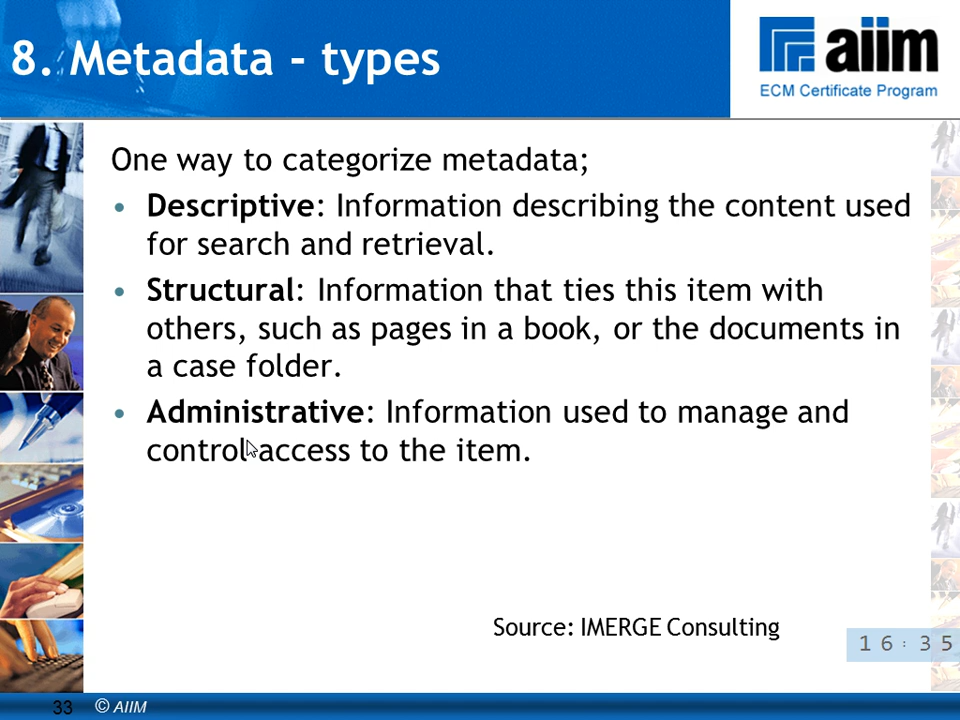 8. Metadata - types
aiim
ECM Certificate Program
One way to categorize metadata;
• Descriptive: Information describing the content used
for search and retrieval.
• Structural: Information that ties this item with
others, such as pages in a book, or the documents in
a case folder.
• Administrative: Information used to manage and
control access to the item.
Source: IMERGE Consulting
16:35
33
© AIIM